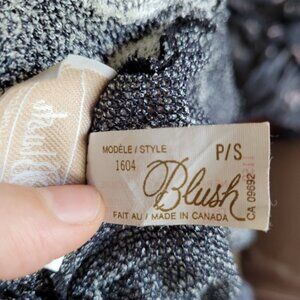 MODÈLE / STYLE P/S
1604
Blush
FAIT AU / MADE IN CANADA
CA 09692